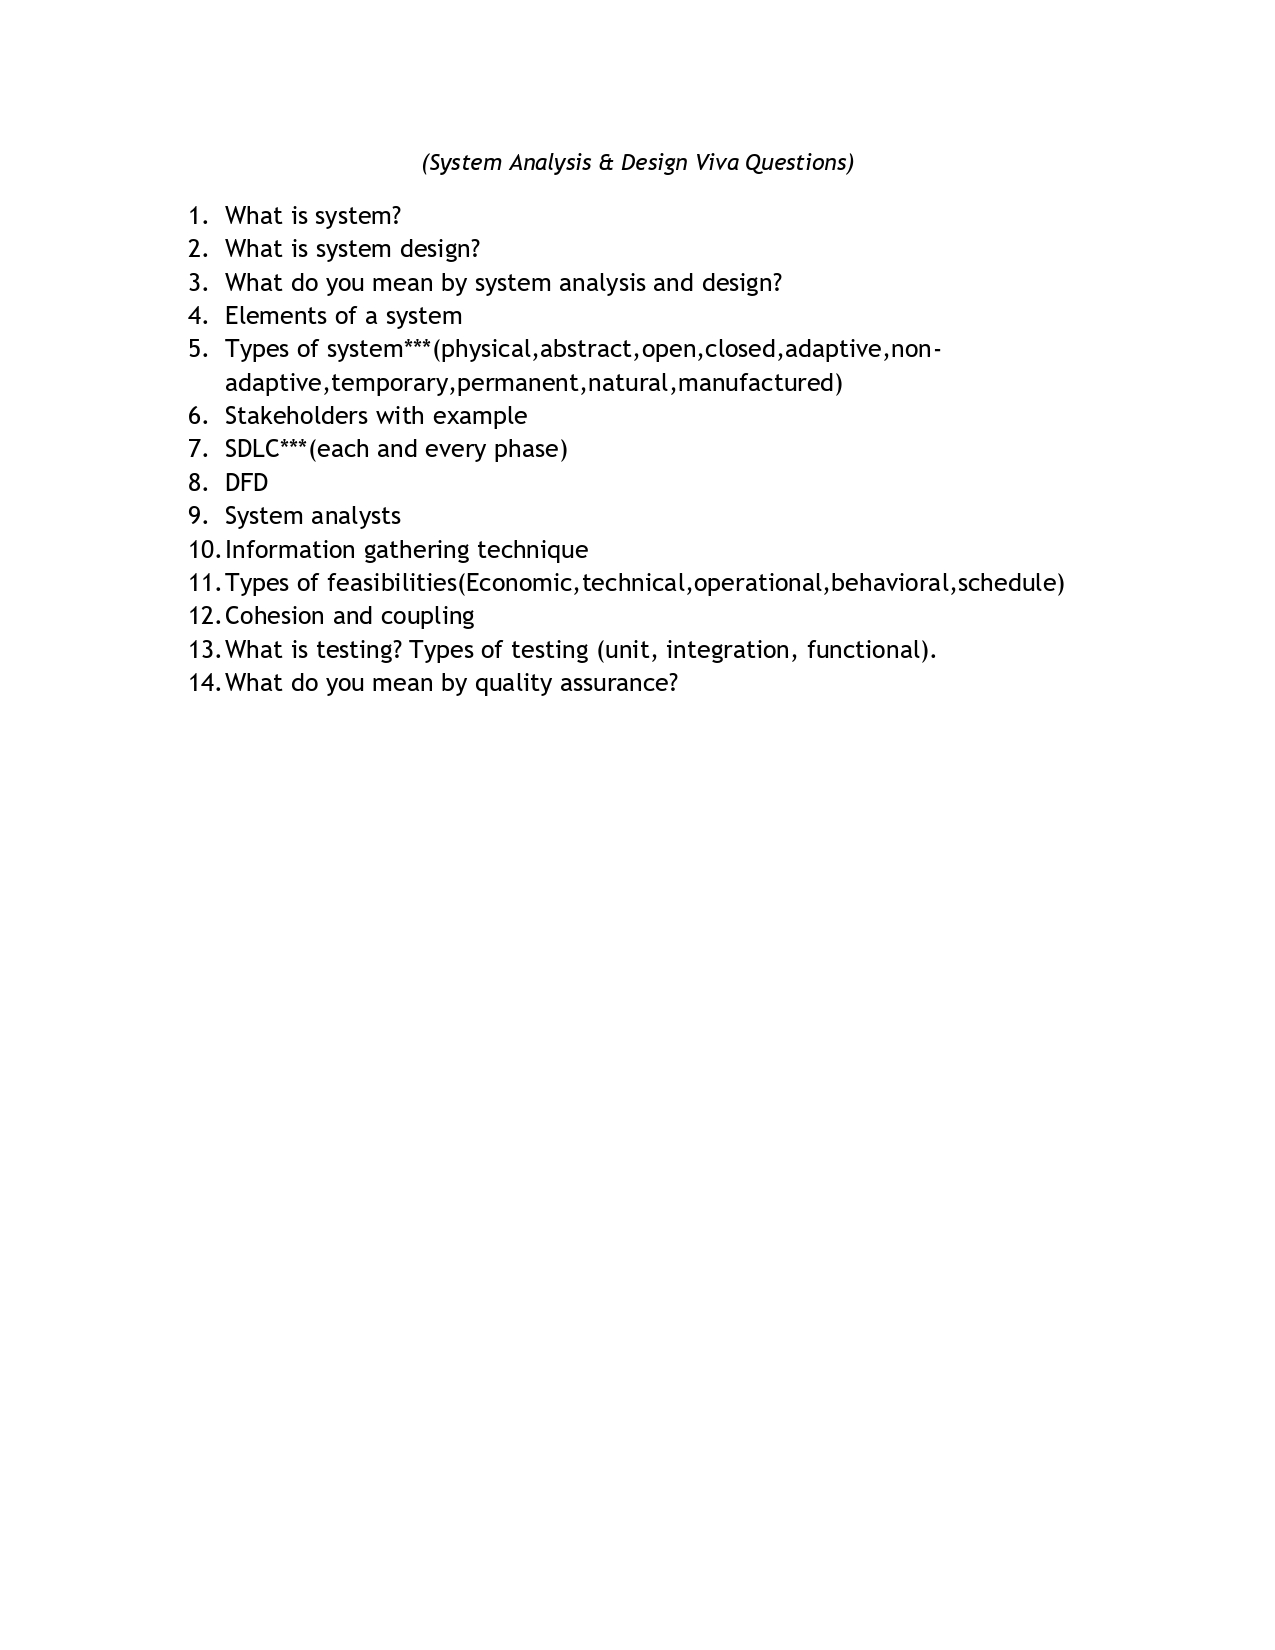 (System Analysis & Design Viva Questions)
1. What is system?
2. What is system design?
3. What do you mean by system analysis and design?
4. Elements of a system
5. Types of system***(physical,abstract,open,closed,adaptive,non-
adaptive,temporary,permanent,natural,manufactured)
6. Stakeholders with example
7. SDLC***(each and every phase)
8. DFD
9. System analysts
10. Information gathering technique
11. Types of feasibilities(Economic,technical,operational,behavioral,schedule)
12. Cohesion and coupling
13. What is testing? Types of testing (unit, integration, functional).
14. What do you mean by quality assurance?